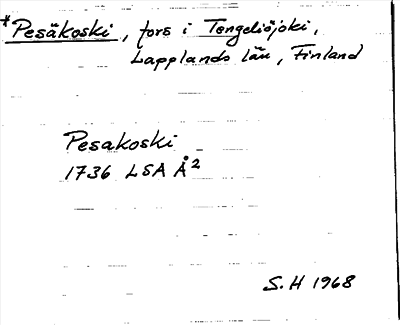 *Pesäkoski, fors i Tengeliöjoki,
Lapplands län, Finland
Pesakoski
1736 LSA Å2
S.H 1968